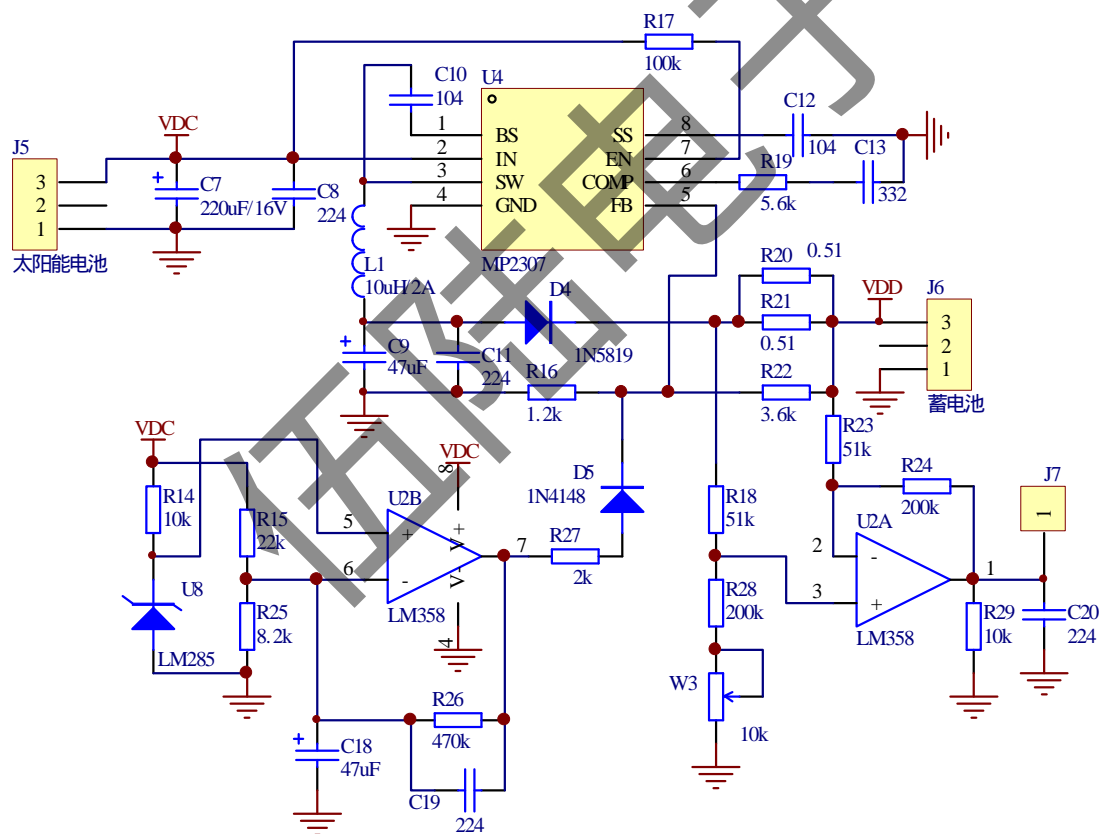 R17
100k
C10
104
U4
1
BS
2
IN
3
SW
4
GND
8
SS
7
EN
6
COMP
5
FB
MP2307
C12
104
C13
332
R19
5.6k
VDC
J5
3
2
1
太阳能电池
C7
220uF/16V
C8
224
L1
10uH/2A
D4
1N5819
R20
0.51
R21
0.51
R22
3.6k
VDD
J6
3
2
1
蓄电池
C9
47uF
C11
224
R16
1.2k
R23
51k
VDC
R14
10k
R15
22k
U8
LM285
R25
8.2k
VDC
8
U2B
5
+
V+
6
-
V-
7
LM358
4
D5
1N4148
R27
2k
R18
51k
R24
200k
J7
1
U2A
2
-
3
+
1
LM358
R28
200k
R29
10k
C20
224
W3
10k
R26
470k
C18
47uF
C19
224
伍陆电子